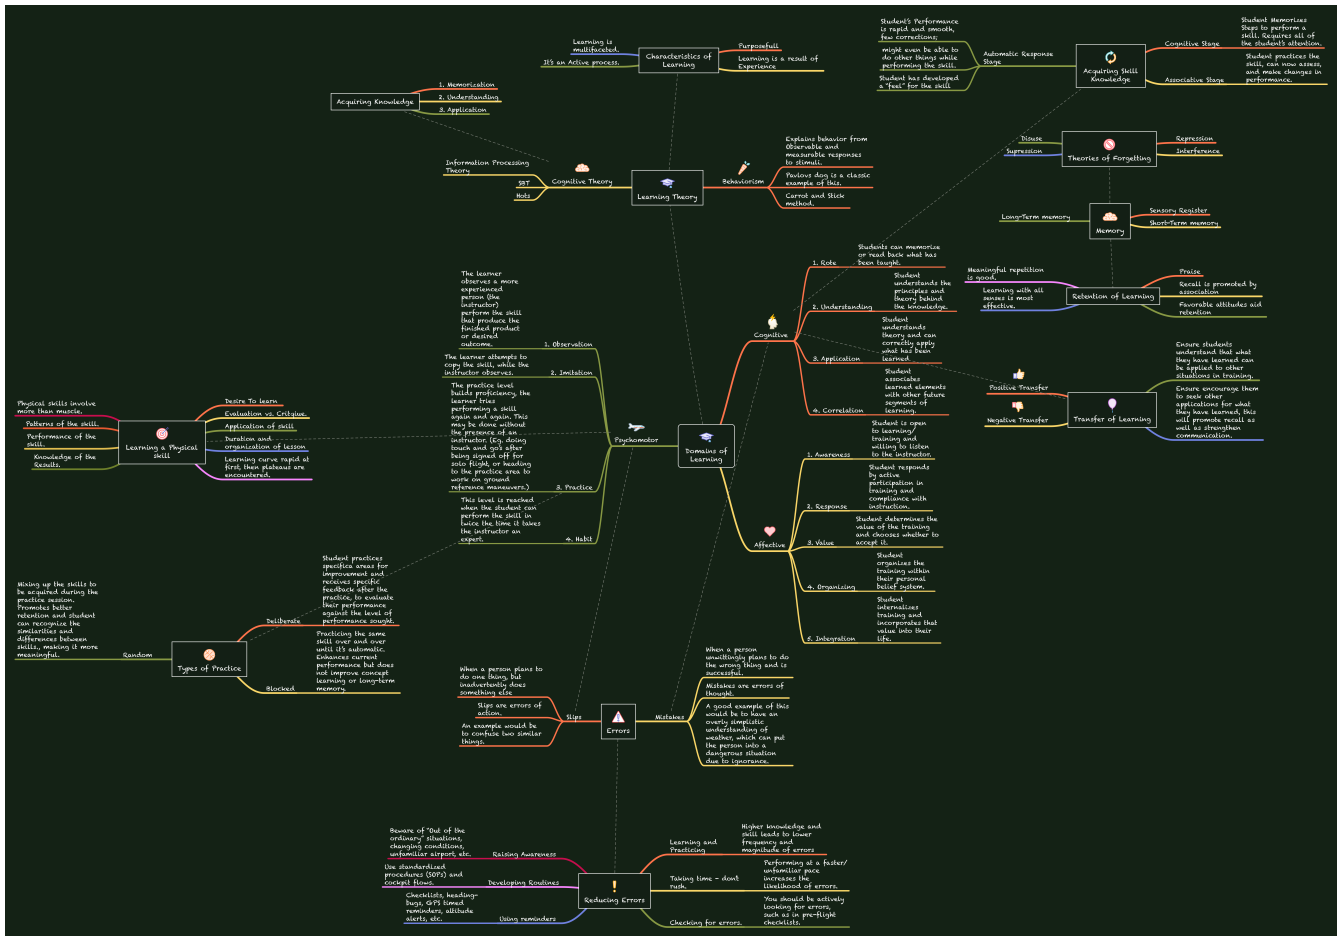 Characteristics of
Learning
Learning is
multifaceted.
It's an Active process.
Purposefull
Learning is a result of
Experience
Acquiring Knowledge
1. Memorization
2. Understanding
3. Application
Learning Theory
Cognitive Theory
Information Processing
Theory
SBT
Hots
Behaviorism
Explains behavior from
Observable and
measurable responses
to stimuli.
Pavlovs dog is a classic
example of this.
Carrot and Stick
method.
Acquiring Skill
Knowledge
Automatic Response
Stage
Student's Performance
is rapid and smooth,
few corrections;
might even be able to
do other things while
performing the skill.
Student has developed
a "feel" for the skill
Cognitive Stage
Student Memorizes
Steps to perform a
skill. Requires all of
the student's attention.
Associative Stage
Student practices the
skill, can now assess,
and make changes in
performance.
Theories of Forgetting
Disuse
Supression
Repression
Interference
Memory
Long-Term memory
Sensory Register
Short-Term memory
Retention of Learning
Meaningful repetition
is good.
Learning with all
senses is most
effective.
Praise
Recall is promoted by
association
Favorable attitudes aid
retention
Transfer of Learning
Positive Transfer
Negative Transfer
Ensure students
understand that what
they have learned can
be applied to other
situations in training.
Ensure encourage them
to seek other
applications for what
they have learned, this
will promote recall as
well as strengthen
communication.
Domains of
Learning
Cognitive
1. Rote
Students can memorize
or read back what has
been taught.
2. Understanding
Student
understands the
principles and
theory behind
the knowledge.
3. Application
Student
understands
theory and can
correctly apply
what has been
learned.
4. Correlation
Student
associates
learned elements
with other future
segments of
learning.
Affective
1. Awareness
Student is open
to learning/
training and
willing to listen
to the instructor.
2. Response
Student responds
by active
participation in
training and
compliance with
instruction.
3. Value
Student determines the
value of the training
and chooses whether to
accept it.
4. Organizing
Student
organizes the
training within
their personal
belief system.
5. Integration
Student
internalizes
training and
incorporates that
value into their
life.
Psychomotor
1. Observation
The learner
observes a more
experienced
person (the
instructor)
perform the skill
that produce the
finished product
or desired
outcome.
2. Imitation
The learner attempts to
copy the skill, while the
instructor observes.
3. Practice
The practice level
builds proficiency, the
learner tries
performing a skill
again and again. This
may be done without
the presence of an
instructor. (Eg. doing
touch and go's after
being signed off for
solo flight, or heading
to the practice area to
work on ground
reference maneuvers.)
4. Habit
This level is reached
when the student can
perform the skill in
twice the time it takes
the instructor an
expert.
Learning a Physical
skill
Physical skills involve
more than muscle,
Patterns of the skill.
Performance of the
skill.
Knowledge of the
Results.
Desire To learn
Evaluation vs. Critqiue.
Application of skill
Duration and
organization of lesson
Learning curve rapid at
first, then plateaus are
encountered.
Types of Practice
Random
Mixing up the skills to
be acquired during the
practice session.
Promotes better
retention and student
can recognize the
similarities and
differences between
skills., making it more
meaningful.
Deliberate
Student practices
specifica areas for
improvement and
receives specific
feedback after the
practice, to evaluate
their performance
against the level of
performance sought.
Blocked
Practicing the same
skill over and over
until it's automatic.
Enhances current
performance but does
not improve concept
learning or long-term
memory.
Errors
Slips
When a person plans to
do one thing, but
inadvertently does
something else
Slips are errors of
action.
An example would be
to confuse two similar
things.
Mistakes
When a person
unwittingly plans to do
the wrong thing and is
successful.
Mistakes are errors of
thought.
A good example of this
would be to have an
overly simplistic
understanding of
weather, which can put
the person into a
dangerous situation
due to ignorance.
Reducing Errors
Raising Awareness
Beware of "Out of the
ordinary" situations,
changing conditions,
unfamiliar airport, etc.
Developing Routines
Use standardized
procedures (SOPs) and
cockpit flows.
Using reminders
Checklists, heading-
bugs, GPS timed
reminders, altitude
alerts, etc.
Learning and
Practicing
Higher knowledge and
skill leads to lower
frequency and
magnitude of errors
Taking time - dont
rush.
Performing at a faster/
unfamiliar pace
increases the
likelihood of errors.
Checking for errors.
You should be actively
looking for errors,
such as in pre-flight
checklists.